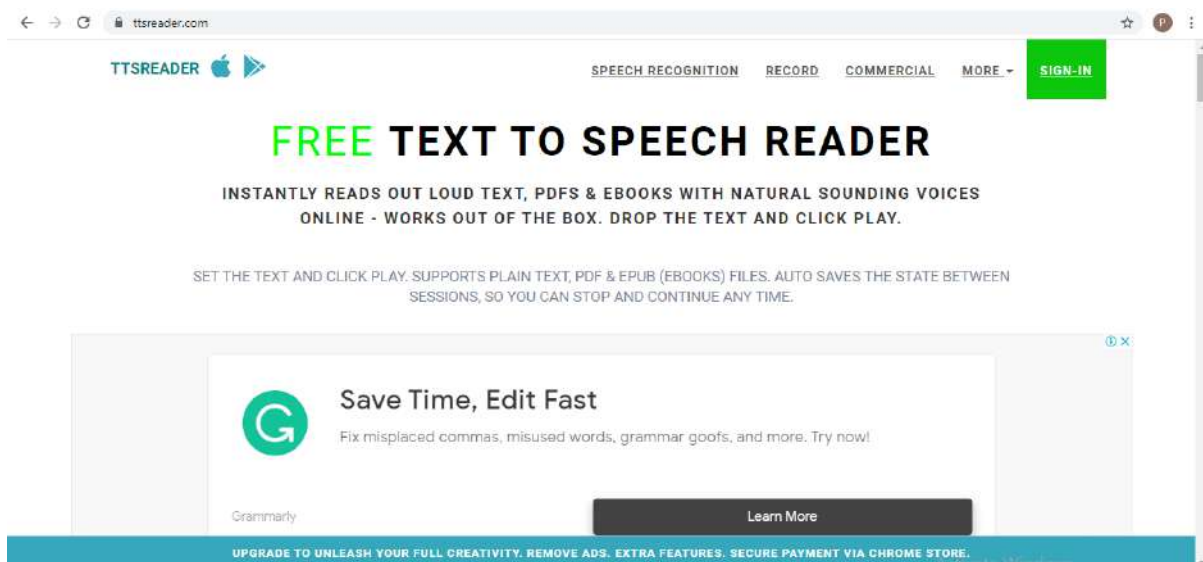 ttsreader.com
P
TTSREADER
SPEECH RECOGNITION RECORD COMMERCIAL MORE SIGN-IN
FREE TEXT TO SPEECH READER
INSTANTLY READS OUT LOUD TEXT, PDFS & EBOOKS WITH NATURAL SOUNDING VOICES
ONLINE - WORKS OUT OF THE BOX. DROP THE TEXT AND CLICK PLAY.
SET THE TEXT AND CLICK PLAY. SUPPORTS PLAIN TEXT, PDF & EPUB (EBOOKS) FILES. AUTO SAVES THE STATE BETWEEN
SESSIONS, SO YOU CAN STOP AND CONTINUE ANY TIME.
Save Time, Edit Fast
Fix misplaced commas, misused words, grammar goofs, and more. Try now!
Grammarly
Learn More
UPGRADE TO UNLEASH YOUR FULL CREATIVITY. REMOVE ADS. EXTRA FEATURES. SECURE PAYMENT VIA CHROME STORE.